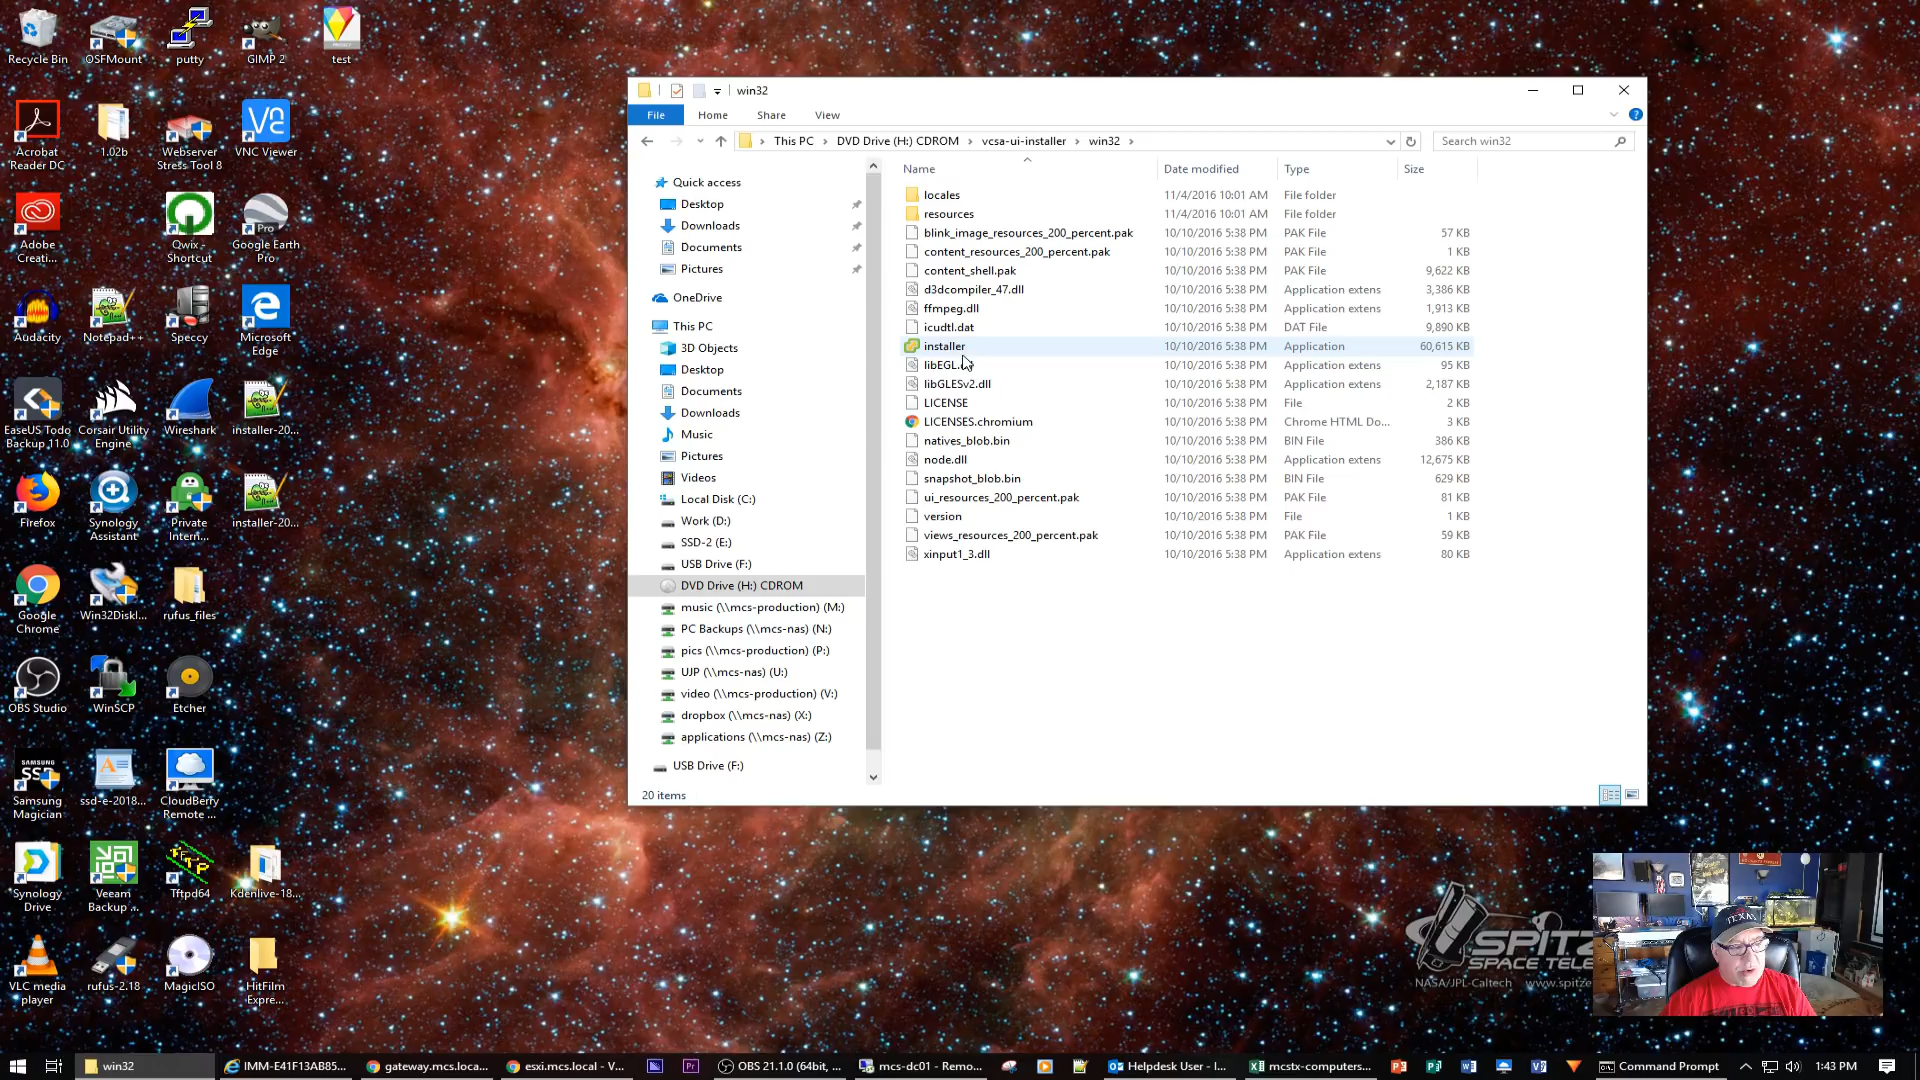 Recycle Bin
OSFMount
putty
GIMP 2
test
Acrobat
Reader DC
1.02b
Webserver
Stress Tool 8
VNC Viewer
Adobe
Creati...
Qwix -
Shortcut
Google Earth
Pro
Audacity
Notepad++
Speccy
Microsoft
Edge
EaseUS Todo
Backup 11.0
Corsair Utility
Engine
Wireshark
installer-20...
Firefox
Synology
Assistant
Private
Intern...
installer-20...
Google
Chrome
Win32DiskI...
rufus_files
OBS Studio
WinSCP
Etcher
Samsung
Magician
ssd-e-2018...
CloudBerry
Remote ...
Synology
Drive
Veeam
Backup ...
Tftpd64
Kdenlive-18...
VLC media
player
rufus-2.18
MagicISO
HitFilm
Expre...
win32
File
Home
Share
View
This PC
DVD Drive (H:) CDROM
vcsa-ui-installer
win32
Search win32
Quick access
Desktop
Downloads
Documents
Pictures
OneDrive
This PC
3D Objects
Desktop
Documents
Downloads
Music
Pictures
Videos
Local Disk (C:)
Work (D:)
SSD-2 (E:)
USB Drive (F:)
DVD Drive (H:) CDROM
music (\\mcs-production) (M:)
PC Backups (\\mcs-nas) (N:)
pics (\\mcs-production) (P:)
UJP (\\mcs-nas) (U:)
video (\\mcs-production) (V:)
dropbox (\\mcs-nas) (X:)
applications (\\mcs-nas) (Z:)
USB Drive (F:)
Name Date modified Type Size
locales 11/4/2016 10:01 AM File folder
resources 11/4/2016 10:01 AM File folder
blink_image_resources_200_percent.pak 10/10/2016 5:38 PM PAK File 57 KB
content_resources_200_percent.pak 10/10/2016 5:38 PM PAK File 1 KB
content_shell.pak 10/10/2016 5:38 PM PAK File 9,622 KB
d3dcompiler_47.dll 10/10/2016 5:38 PM Application extens 3,386 KB
ffmpeg.dll 10/10/2016 5:38 PM Application extens 1,913 KB
icudtl.dat 10/10/2016 5:38 PM DAT File 9,890 KB
installer 10/10/2016 5:38 PM Application 60,615 KB
libEGL. 10/10/2016 5:38 PM Application extens 95 KB
libGLESv2.dll 10/10/2016 5:38 PM Application extens 2,187 KB
LICENSE 10/10/2016 5:38 PM File 2 KB
LICENSES.chromium 10/10/2016 5:38 PM Chrome HTML Do... 3 KB
natives_blob.bin 10/10/2016 5:38 PM BIN File 386 KB
node.dll 10/10/2016 5:38 PM Application extens 12,675 KB
snapshot_blob.bin 10/10/2016 5:38 PM BIN File 629 KB
ui_resources_200_percent.pak 10/10/2016 5:38 PM PAK File 81 KB
version 10/10/2016 5:38 PM File 1 KB
views_resources_200_percent.pak 10/10/2016 5:38 PM PAK File 59 KB
xinput1_3.dll 10/10/2016 5:38 PM Application extens 80 KB
20 items
SPITZ
SPACE TELE
NASA/JPL-Caltech www.spitze
TEXAS
win32
IMM-E41F13AB85...
gateway.mcs.loca...
esxi.mcs.local - V...
OBS 21.1.0 (64bit, ...
mcs-dc01 - Remo...
Helpdesk User - I...
mcstx-computers...
Command Prompt
1:43 PM